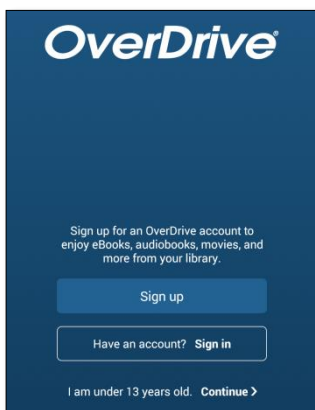 OverDrive®
Sign up for an OverDrive account to
enjoy eBooks, audiobooks, movies, and
more from your library.
Sign up
Have an account? Sign in
I am under 13 years old. Continue >